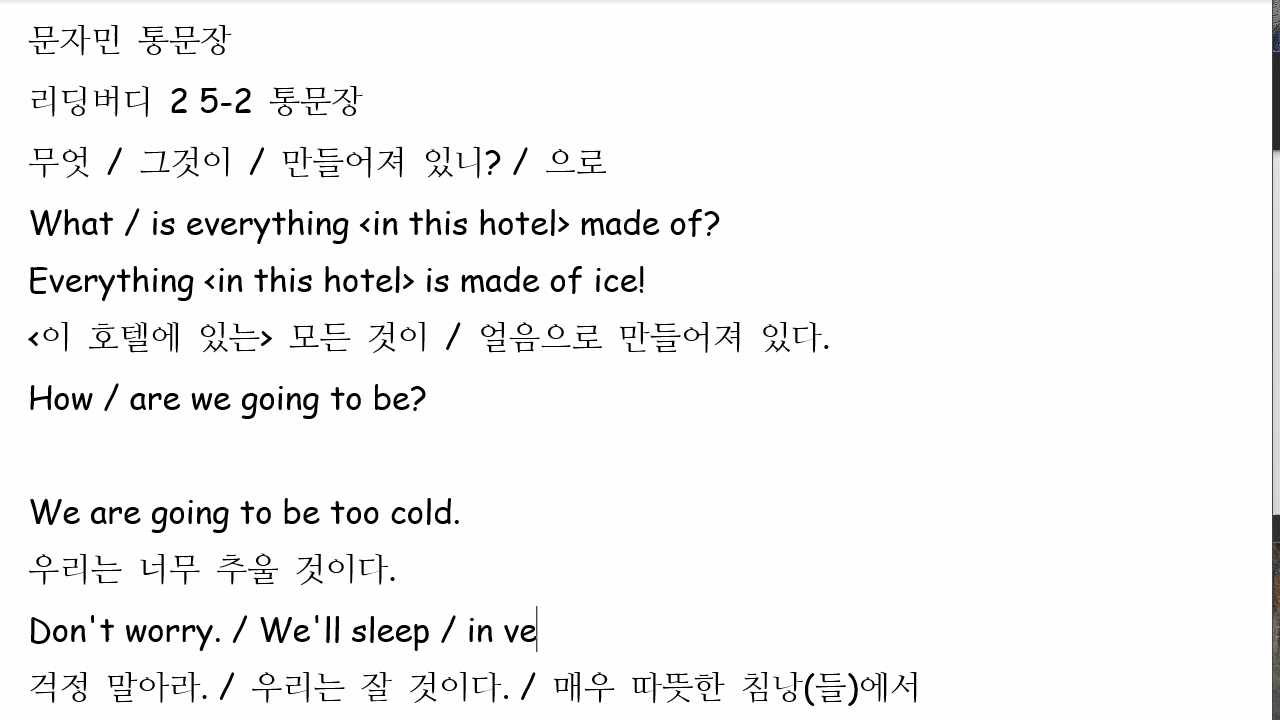 문자민 통문장
리딩버디 2 5-2 통문장
무엇 / 그것이 / 만들어져 있니? / 으로
What / is everything <in this hotel> made of?
Everything <in this hotel> is made of ice!
<이 호텔에 있는> 모든 것이 / 얼음으로 만들어져 있다.
How / are we going to be?
We are going to be too cold.
우리는 너무 추울 것이다.
Don't worry. / We'll sleep / in ve
걱정 말아라. / 우리는 잘 것이다. / 매우 따뜻한 침낭(들)에서